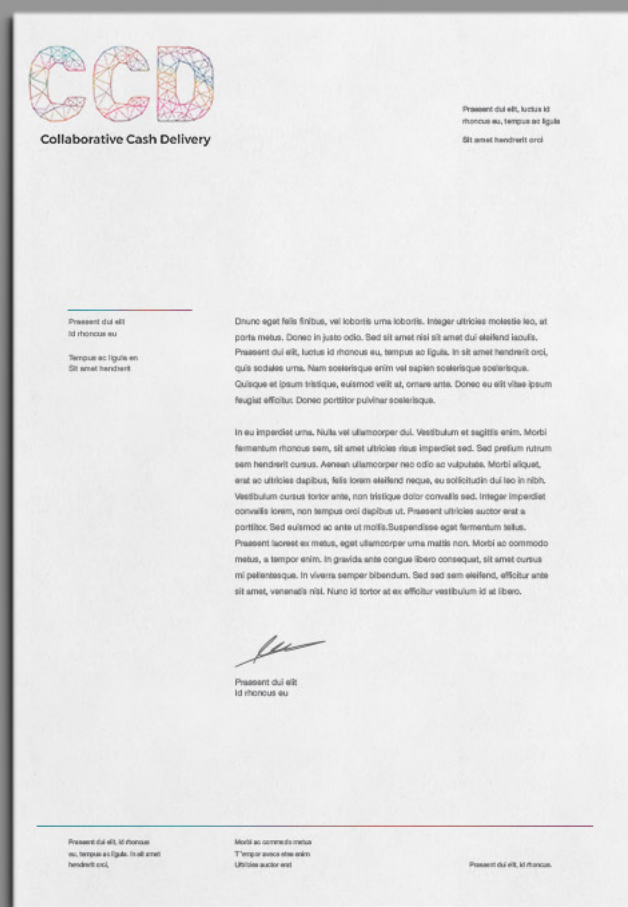 CCD
Collaborative Cash Delivery
Praesent dui elit, luctus id
rhoncus eu, tempus ac ligula
Sit amet hendrerit orci
Praesent dui elit
Id rhoncus eu
Tempus ac ligula en
Sit amet hendrerit
Dnunc eget felis finibus, vel lobortis urna lobortis. Integer ultricies molestie leo, at
porta metus. Donec in justo odio. Sed sit amet nisi sit amet dui eleifend iaculis.
Praesent dui elit, luctus id rhoncus eu, tempus ac ligula. In sit amet hendrerit orci,
quis sodales urna. Nam scelerisque enim vel sapien scelerisque scelerisque.
Quisque et ipsum tristique, euismod velit at, ornare ante. Donec eu elit vitae ipsum
feugiat efficitur. Donec porttitor pulvinar scelerisque.
In eu imperdiet urna. Nulla vel ullamcorper dui. Vestibulum et sagittis enim. Morbi
fermentum rhoncus sem, sit amet ultricies risus imperdiet sed. Sed pretium rutrum
sem hendrerit cursus. Aenean ullamcorper nec odio ac vulputate. Morbi aliquet,
erat ac ultricies dapibus, felis lorem eleifend neque, eu sollicitudin dui leo in nibh.
Vestibulum cursus tortor ante, non tristique dolor convallis sed. Integer imperdiet
convallis lorem, non tempus orci dapibus ut. Praesent ultricies auctor erat a
porttitor. Sed euismod ac ante ut mollis.Suspendisse eget fermentum tellus.
Praesent laoreet ex metus, eget ullamcorper urna mattis non. Morbi ac commodo
metus, a tempor enim. In gravida ante congue libero consequat, sit amet cursus
mi pellentesque. In viverra semper bibendum. Sed sed sem eleifend, efficitur ante
sit amet, venenatis nisl. Nunc id tortor at ex efficitur vestibulum id at libero.
Praesent dui elit
Id rhoncus eu
Praesent dui elit, id rhoncus
eu, tempus ac ligula. In sit amet
hendrerit orci,
Morbi ac commodo metus
enim
Ultricies auctor erat
Praesent dui elit, id rhoncus.